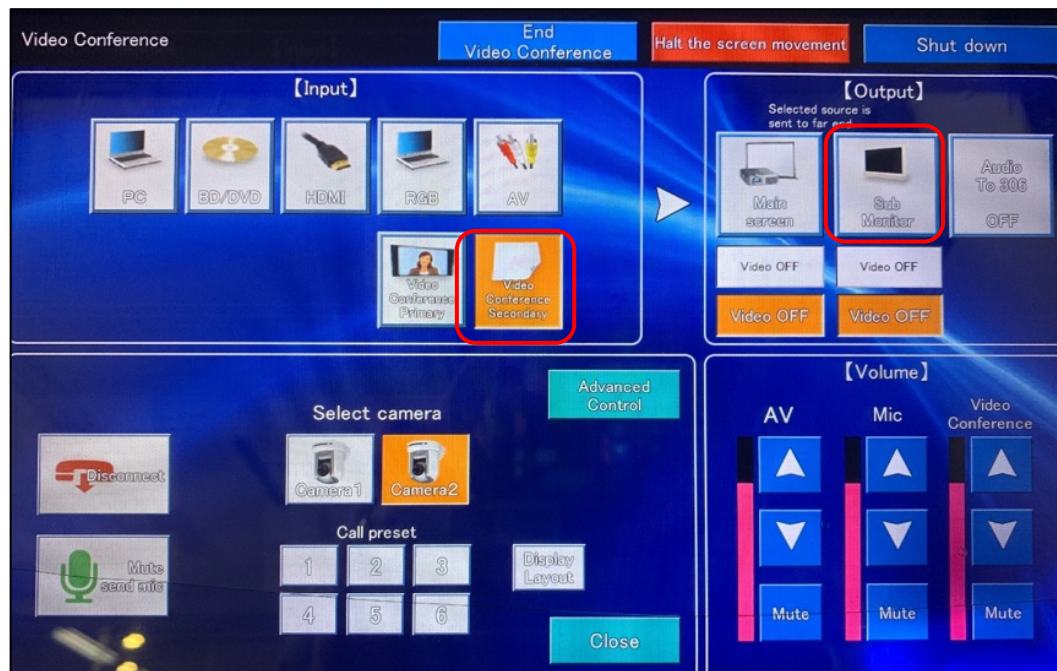 Video Conference
End
Video Conference
Halt the screen movement
Shut down
【Input】
PC
BD/DVD
HDMI
RGB
AV
Video
Conference
Primary
Video
Conference
Secondary
【Output】
Selected source is
sent to far end
Main
screen
Sub
Monitor
Audio
To 306
OFF
Video OFF
Video OFF
Video OFF
Video OFF
Advanced
Control
Select camera
Disconnect
Camera1
Camera2
Call preset
Mute
send mic
1
2
3
Display
Layout
4
5
6
Close
【Volume】
AV
Mic
Video
Conference
Mute
Mute
Mute